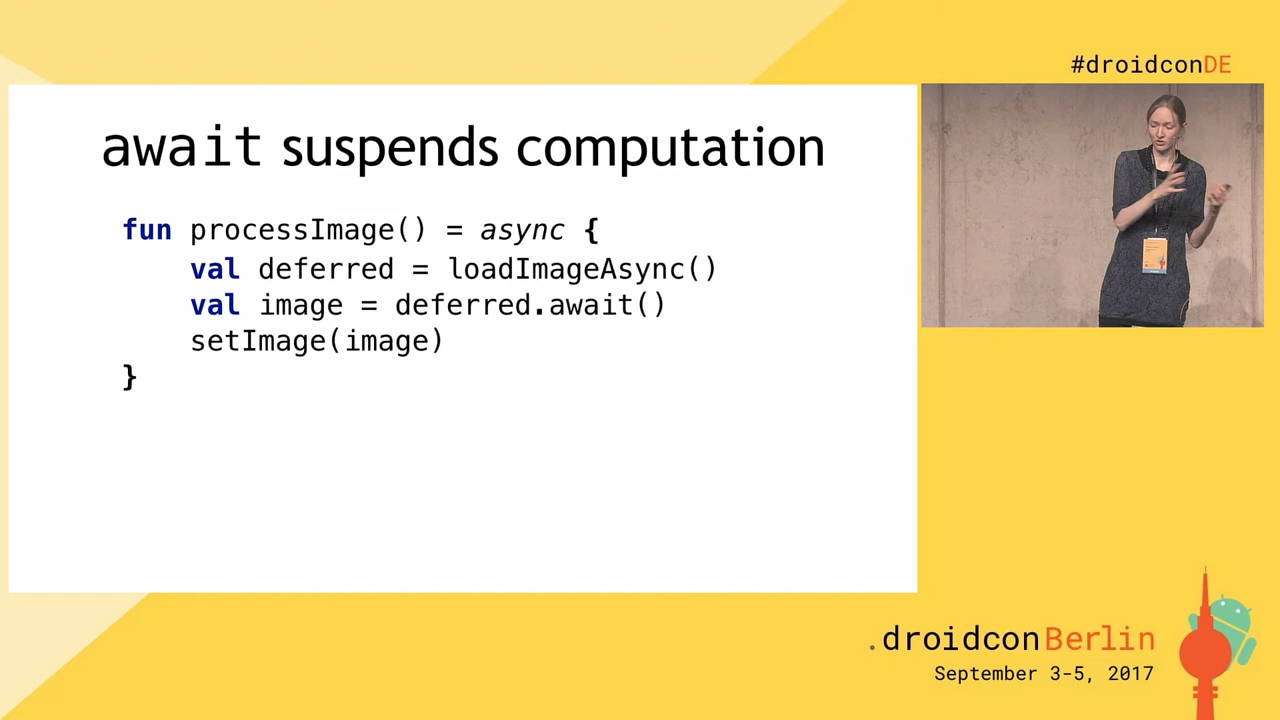 #droidconDE
await suspends computation
fun processImage() = async {
val deferred = loadImageAsync()
val image = deferred.await()
setImage(image)
}
.droidconBerlin
September 3-5, 2017